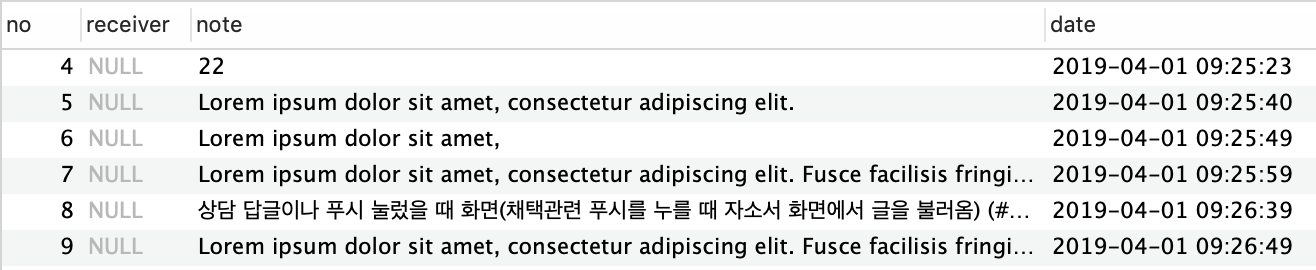 no receiver note date
4 NULL 22 2019-04-01 09:25:23
5 NULL Lorem ipsum dolor sit amet, consectetur adipiscing elit. 2019-04-01 09:25:40
6 NULL Lorem ipsum dolor sit amet, 2019-04-01 09:25:49
7 NULL Lorem ipsum dolor sit amet, consectetur adipiscing elit. Fusce facilisis fringi... 2019-04-01 09:25:59
8 NULL 상담 답글이나 푸시 눌렀을 때 화면(채택관련 푸시를 누를 때 자소서 화면에서 글을 불러옴) (#... 2019-04-01 09:26:39
9 NULL Lorem ipsum dolor sit amet, consectetur adipiscing elit. Fusce facilisis fringi... 2019-04-01 09:26:49